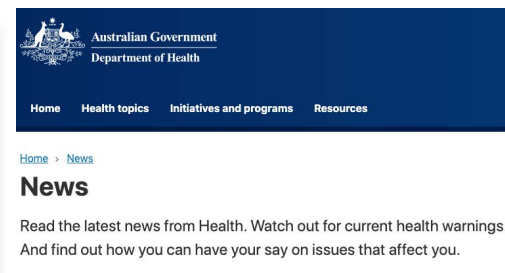 Australian Government
Department of Health
Home Health topics Initiatives and programs Resources
Home > News
News
Read the latest news from Health. Watch out for current health warnings
And find out how you can have your say on issues that affect you.